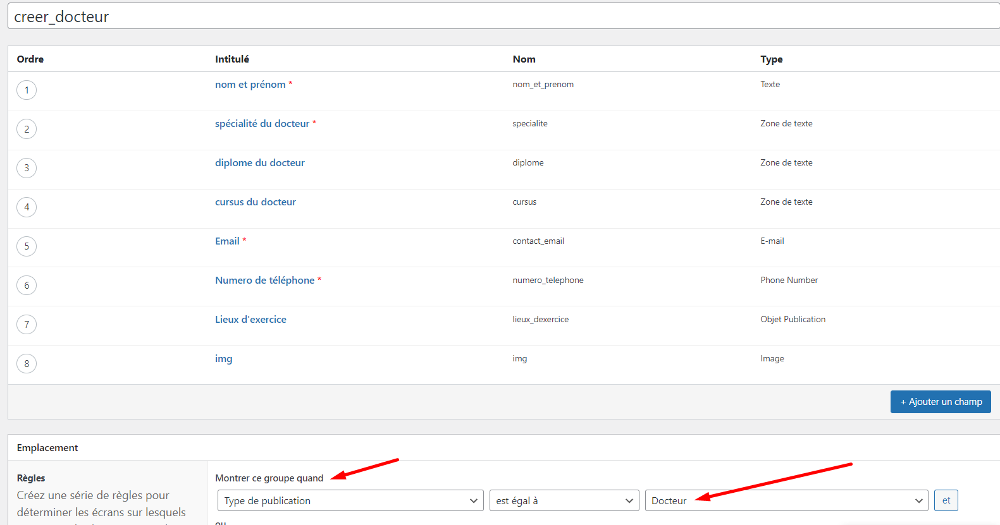 creer_docteur
Ordre Intitulé Nom Type
1 nom et prénom * nom_et_prenom Texte
2 spécialité du docteur * specialite Zone de texte
3 diplome du docteur diplome Zone de texte
4 cursus du docteur cursus Zone de texte
5 Email * contact_email E-mail
6 Numero de téléphone * numero_telephone Phone Number
7 Lieux d'exercice lieux_dexercice Objet Publication
8 img img Image
+ Ajouter un champ
Emplacement
Règles
Créez une série de règles pour
déterminer les écrans sur lesquels
Montrer ce groupe quand
Type de publication est égal à Docteur et
ou